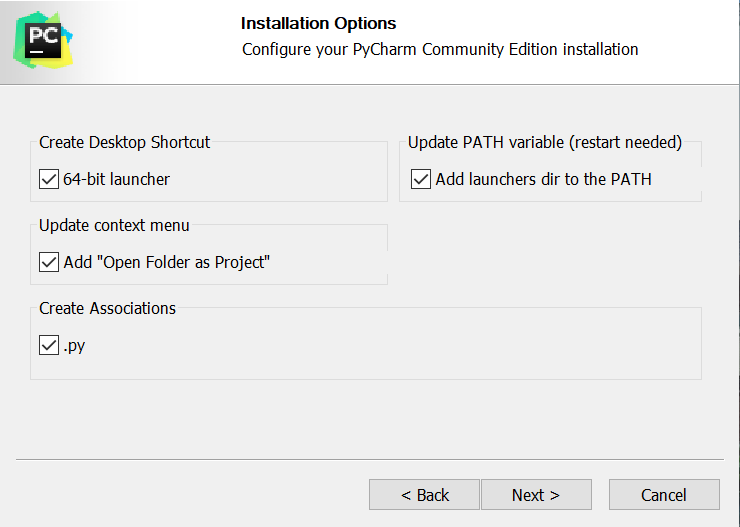 PC
Installation Options
Configure your PyCharm Community Edition installation
Create Desktop Shortcut
64-bit launcher
Update PATH variable (restart needed)
Add launchers dir to the PATH
Update context menu
Add "Open Folder as Project"
Create Associations
.py
< Back
Next >
Cancel